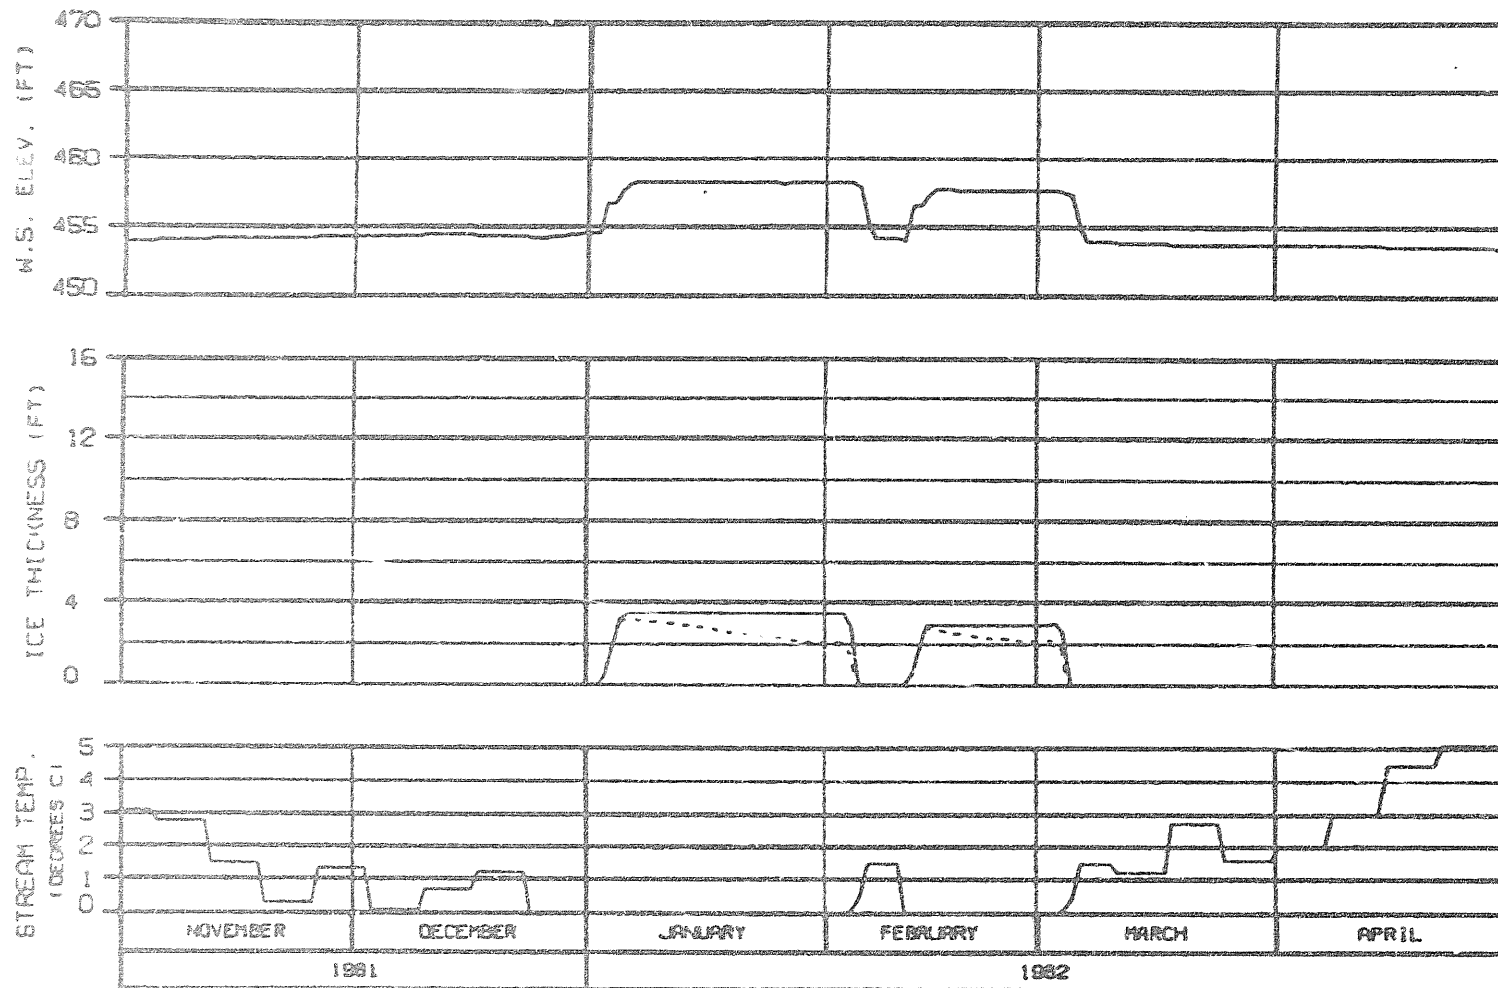 W.S. ELEV. (FT)
470
465
460
455
450
ICE THICKNESS (FT)
16
12
8
4
0
STREAM TEMP.
(DEGREES C)
5
4
3
2
1
0
NOVEMBER
DECEMBER
JANUARY
FEBRUARY
MARCH
APRIL
1981
1982